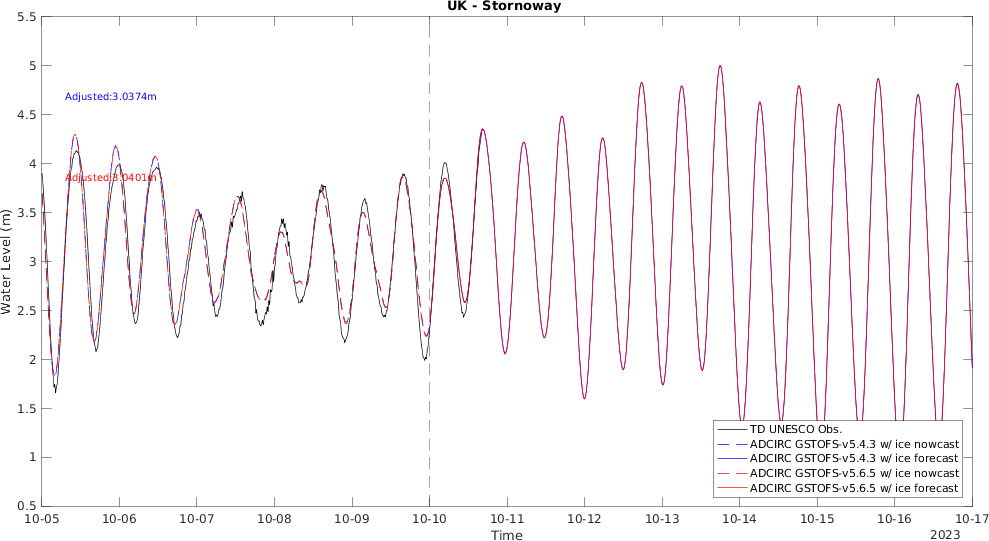 UK - Stornoway
5.5
5
4.5
4
3.5
3
2.5
2
1.5
1
0.5
Water Level (m)
Adjusted:3.0374m
Adjusted:3.0401m
TD UNESCO Obs.
ADCIRC GSTOFS-v5.4.3 w/ ice nowcast
ADCIRC GSTOFS-v5.4.3 w/ ice forecast
ADCIRC GSTOFS-v5.6.5 w/ ice nowcast
ADCIRC GSTOFS-v5.6.5 w/ ice forecast
10-05 10-06 10-07 10-08 10-09 10-10 10-11 10-12 10-13 10-14 10-15 10-16 10-17
Time
2023